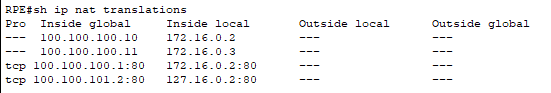 RPE#sh ip nat translations
Pro  Inside global     Inside local       Outside local      Outside global
---  100.100.100.10    172.16.0.2         ---                ---
---  100.100.100.11    172.16.0.3         ---                ---
tcp 100.100.100.1:80   172.16.0.2:80      ---                ---
tcp 100.100.101.2:80   127.16.0.2:80      ---                ---